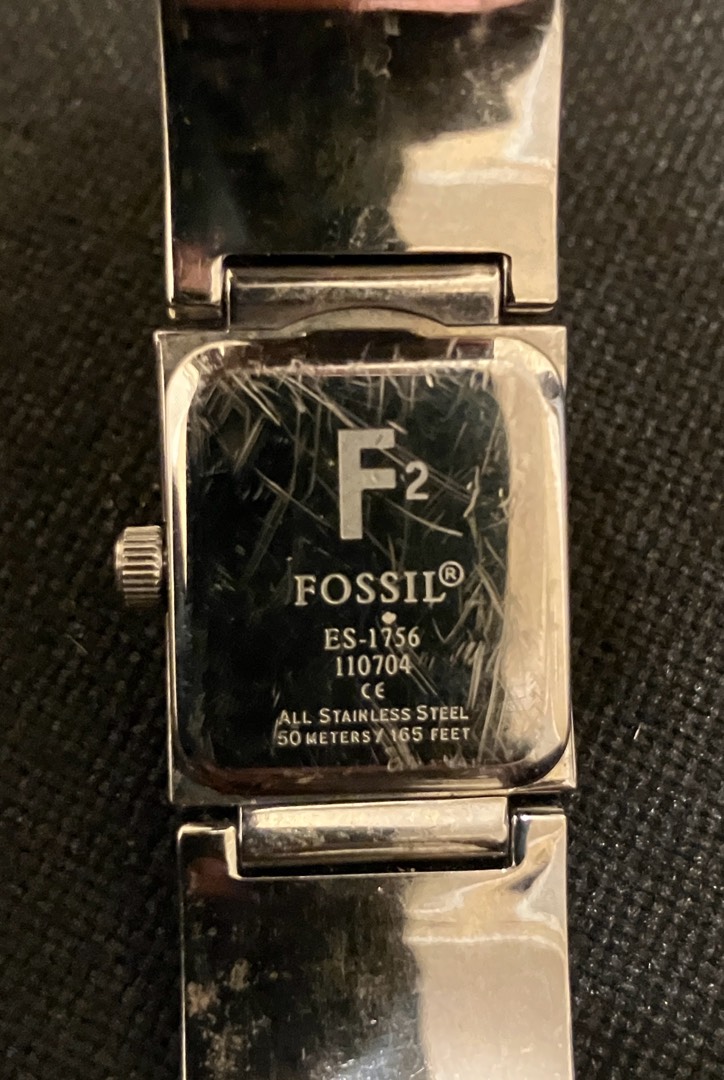 F²
FOSSIL®
ES-1756
110704
CE
ALL STAINLESS STEEL
50 METERS / 165 FEET